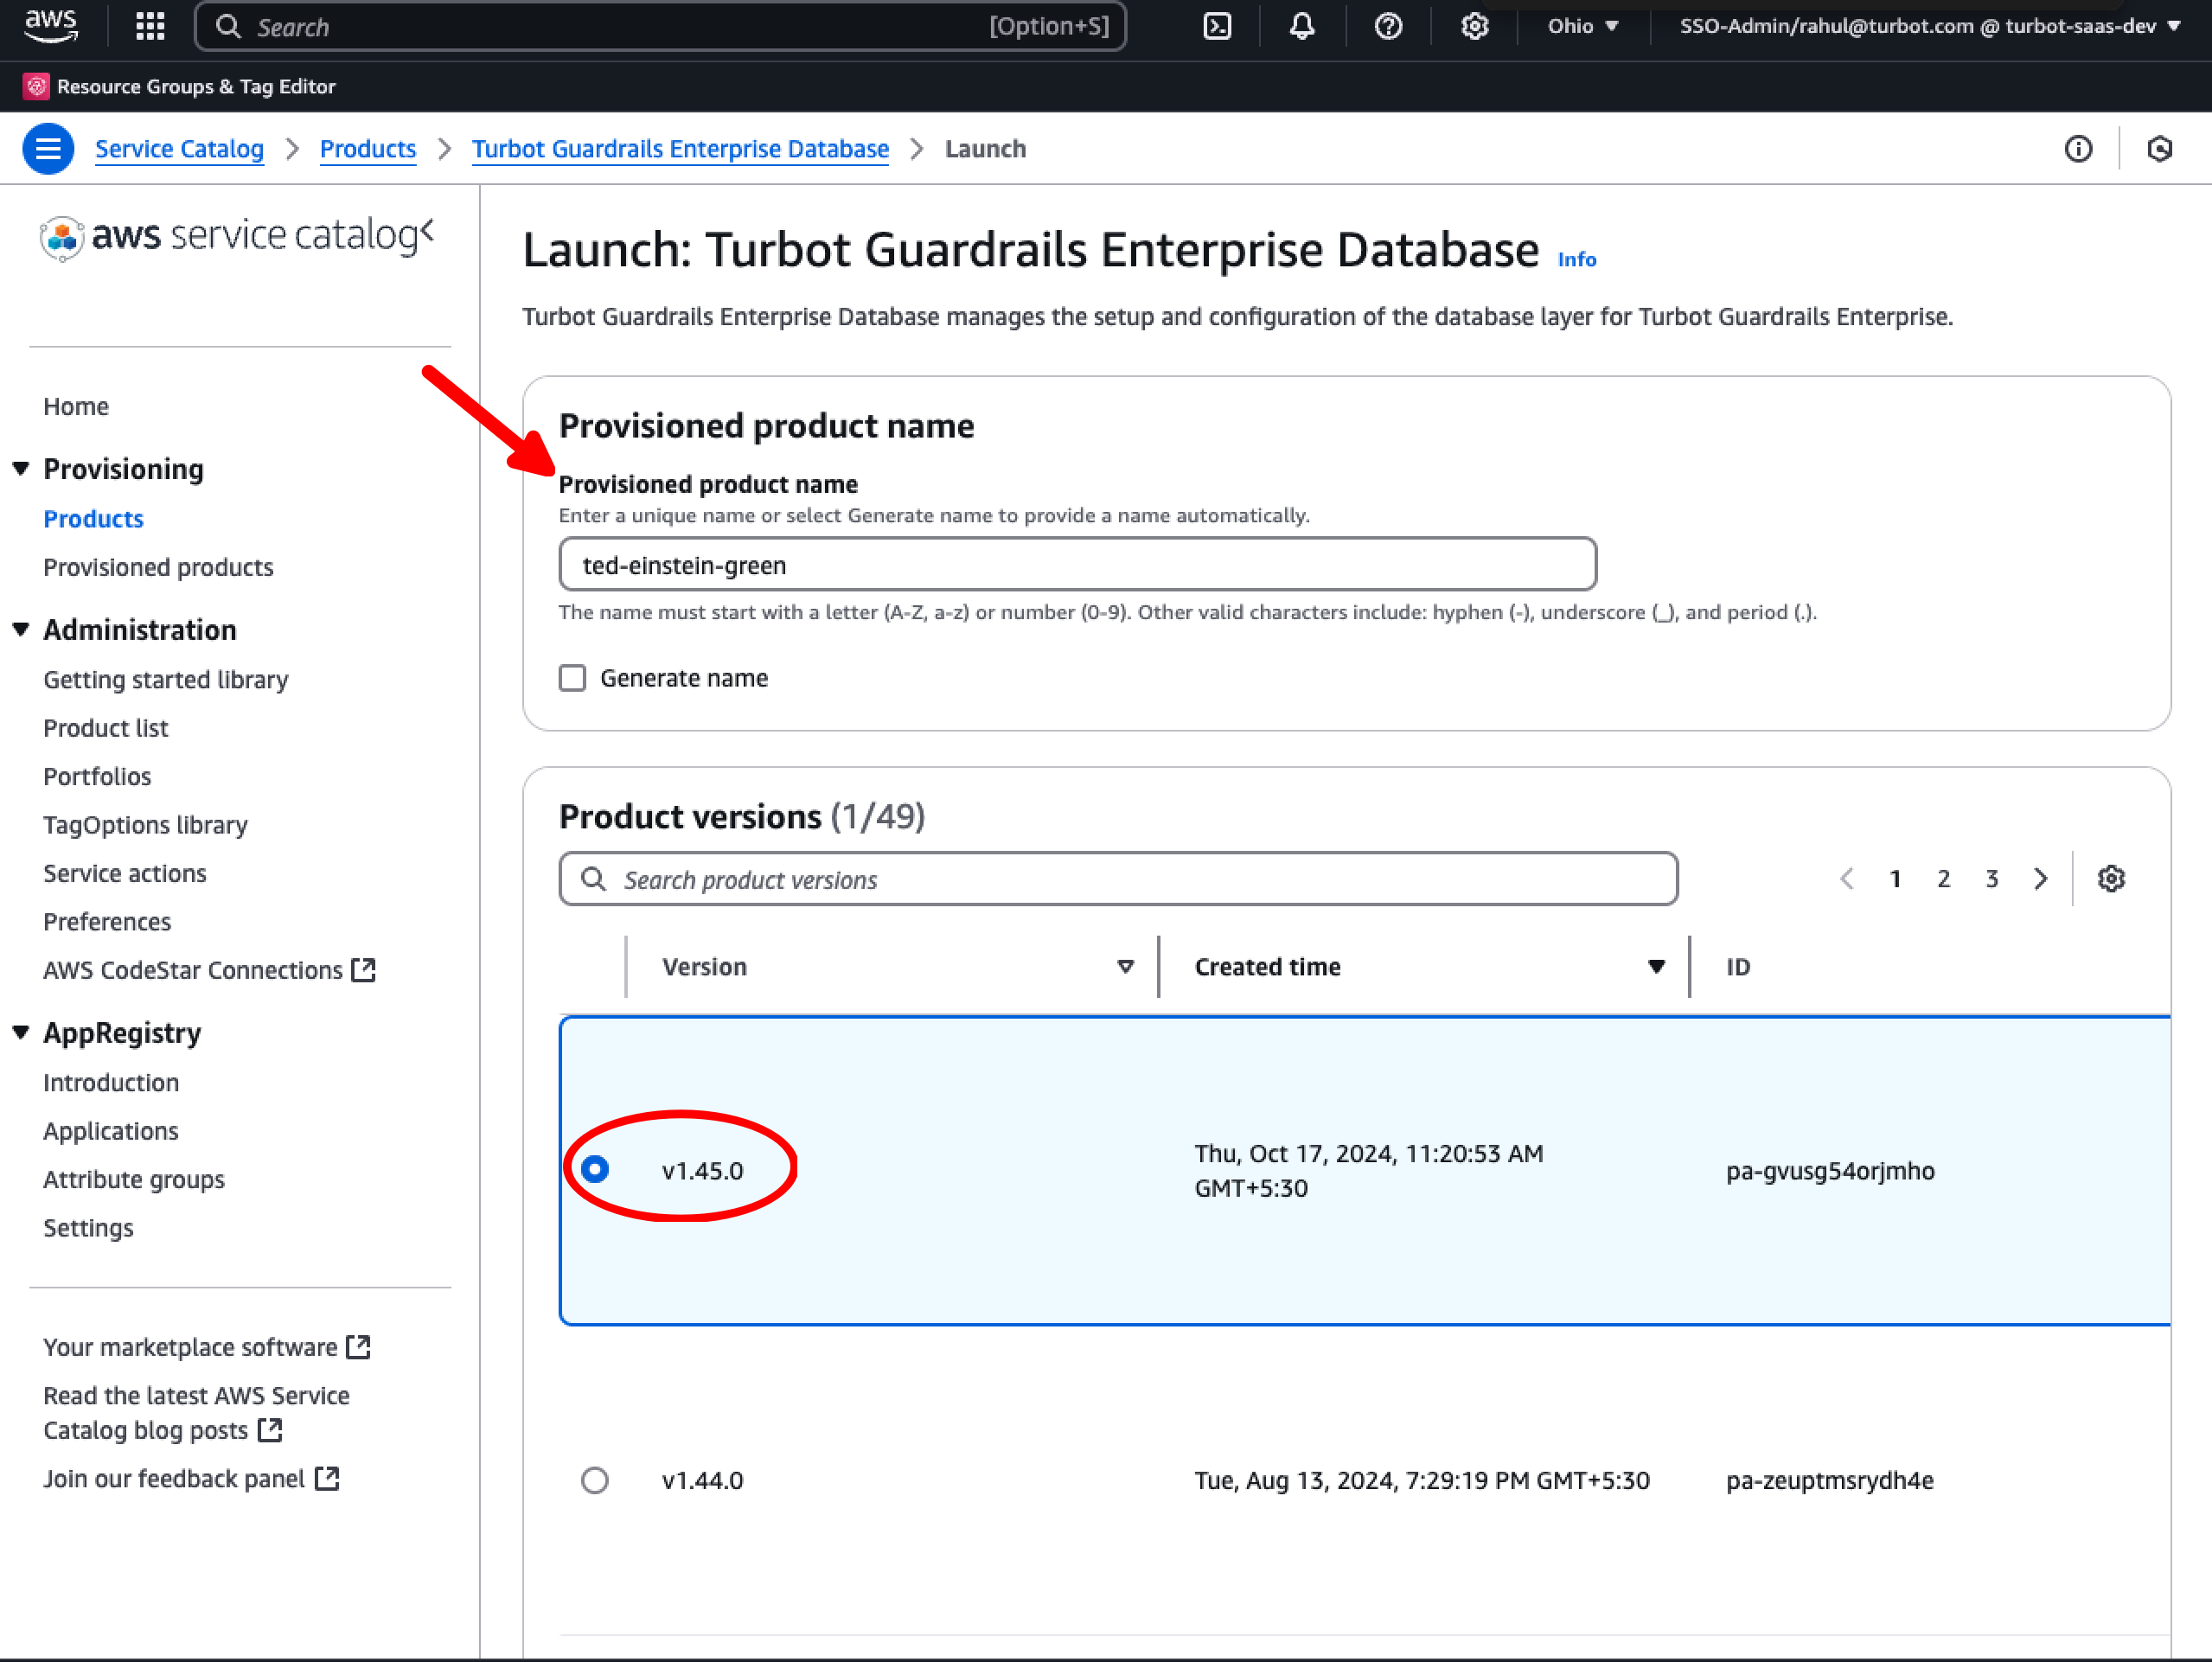 aws
Search [Option+S]
Ohio
SSO-Admin/rahul@turbot.com @ turbot-saas-dev
Resource Groups & Tag Editor
Service Catalog
Products
Turbot Guardrails Enterprise Database
Launch
aws service catalog
Home
Provisioning
Products
Provisioned products
Administration
Getting started library
Product list
Portfolios
TagOptions library
Service actions
Preferences
AWS CodeStar Connections
AppRegistry
Introduction
Applications
Attribute groups
Settings
Your marketplace software
Read the latest AWS Service
Catalog blog posts
Join our feedback panel
Launch: Turbot Guardrails Enterprise Database Info
Turbot Guardrails Enterprise Database manages the setup and configuration of the database layer for Turbot Guardrails Enterprise.
Provisioned product name
Provisioned product name
Enter a unique name or select Generate name to provide a name automatically.
ted-einstein-green
The name must start with a letter (A-Z, a-z) or number (0-9). Other valid characters include: hyphen (-), underscore (_), and period (.).
Generate name
Product versions (1/49)
Search product versions
1 2 3
Version Created time ID
v1.45.0 Thu, Oct 17, 2024, 11:20:53 AM GMT+5:30 pa-gvusg54orjmho
v1.44.0 Tue, Aug 13, 2024, 7:29:19 PM GMT+5:30 pa-zeuptmsrydh4e